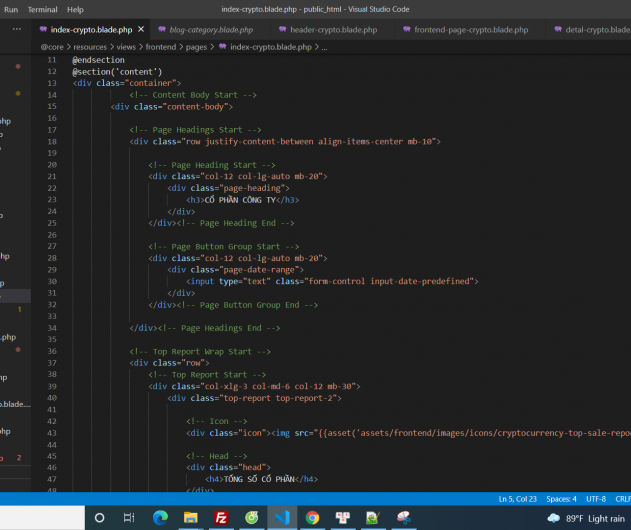 Run Terminal Help index-crypto.blade.php - public_html - Visual Studio Code
··· index-crypto.blade.php × blog-category.blade.php header-crypto.blade.php frontend-page-crypto.blade.php detal-crypto.blade
@core > resources > views > frontend > pages > index-crypto.blade.php > ...
11 @endsection
12 @section('content')
13 <div class="container">
14 <!-- Content Body Start -->
15 <div class="content-body">
16
17 <!-- Page Headings Start -->
18 <div class="row justify-content-between align-items-center mb-10">
19
20 <!-- Page Heading Start -->
21 <div class="col-12 col-lg-auto mb-20">
22 <div class="page-heading">
23 <h3>CỔ PHẦN CÔNG TY</h3>
24 </div>
25 </div><!-- Page Heading End -->
26
27 <!-- Page Button Group Start -->
28 <div class="col-12 col-lg-auto mb-20">
29 <div class="page-date-range">
30 <input type="text" class="form-control input-date-predefined">
31 </div>
32 </div><!-- Page Button Group End -->
33
34 </div><!-- Page Headings End -->
35
36 <!-- Top Report Wrap Start -->
37 <div class="row">
38 <!-- Top Report Start -->
39 <div class="col-xlg-3 col-md-6 col-12 mb-30">
40 <div class="top-report top-report-2">
41
42 <!-- Icon -->
43 <div class="icon"><img src="{{asset('assets/frontend/images/icons/cryptocurrency-top-sale-repo
44
45 <!-- Head -->
46 <div class="head">
47 <h4>TỔNG SỐ CỔ PHẦN</h4>
48 </div>
.php
hp
1
.php
hp
o.blade....
php
2
Ln 5, Col 23 Spaces: 4 UTF-8 CRLF
89°F Light rain